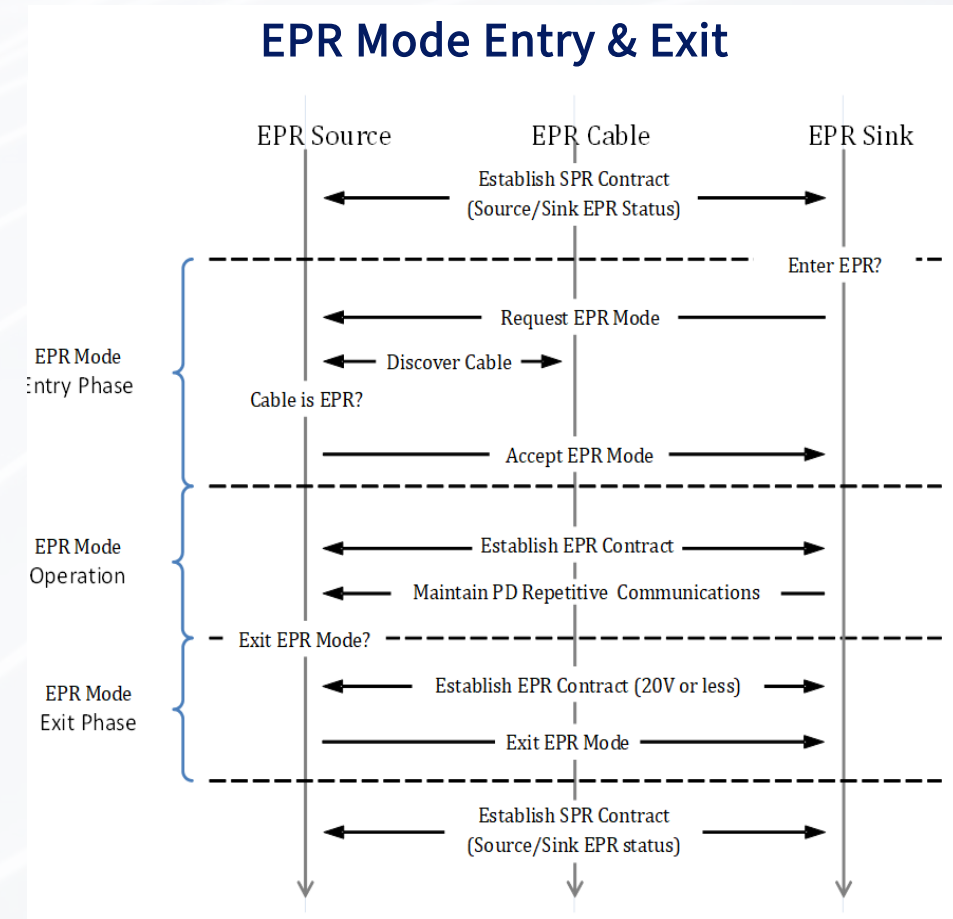 EPR Mode Entry & Exit
EPR Source
EPR Cable
EPR Sink
Establish SPR Contract
(Source/Sink EPR Status)
Enter EPR?
Request EPR Mode
Discover Cable
EPR Mode
Entry Phase
Cable is EPR?
Accept EPR Mode
EPR Mode
Operation
Establish EPR Contract
Maintain PD Repetitive Communications
Exit EPR Mode?
EPR Mode
Exit Phase
Establish EPR Contract (20V or less)
Exit EPR Mode
Establish SPR Contract
(Source/Sink EPR status)